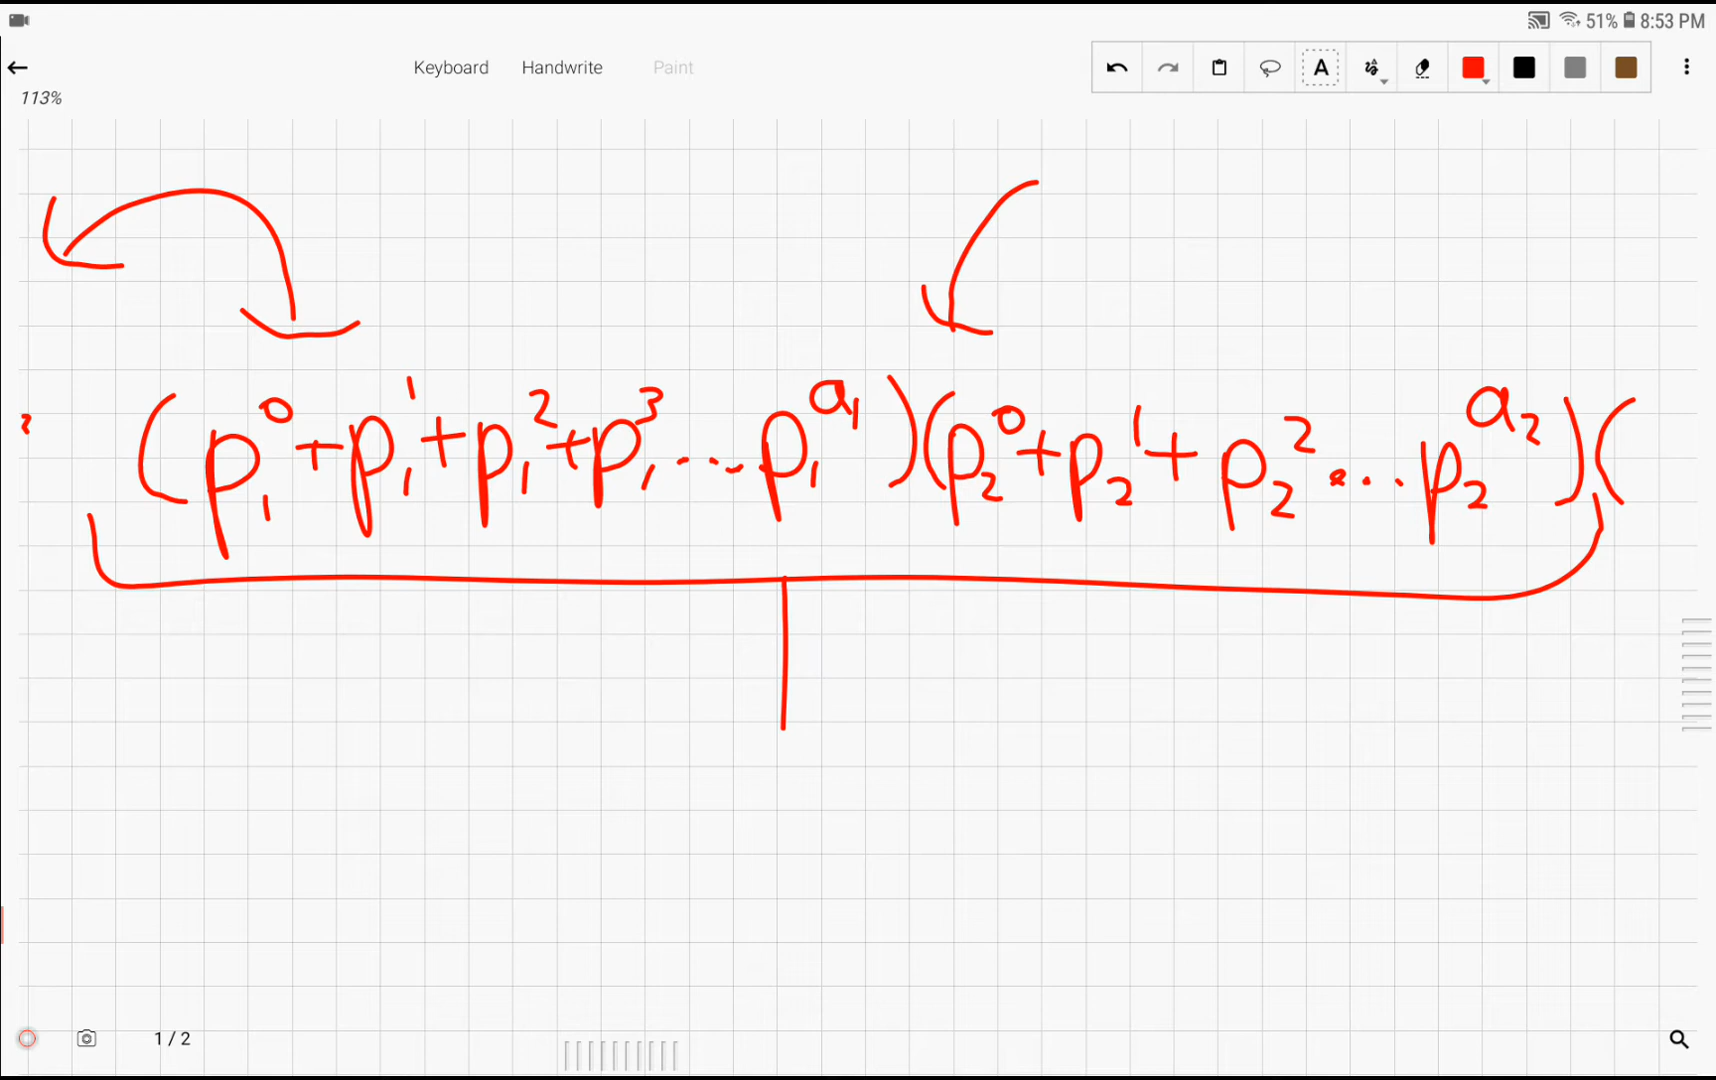 51% 8:53 PM
Keyboard Handwrite Paint A
113%
(p₁⁰+p₁¹+p₁²+p₁³...p₁^a₁)(p₂⁰+p₂¹+p₂²...p₂^a₂)(
1 / 2